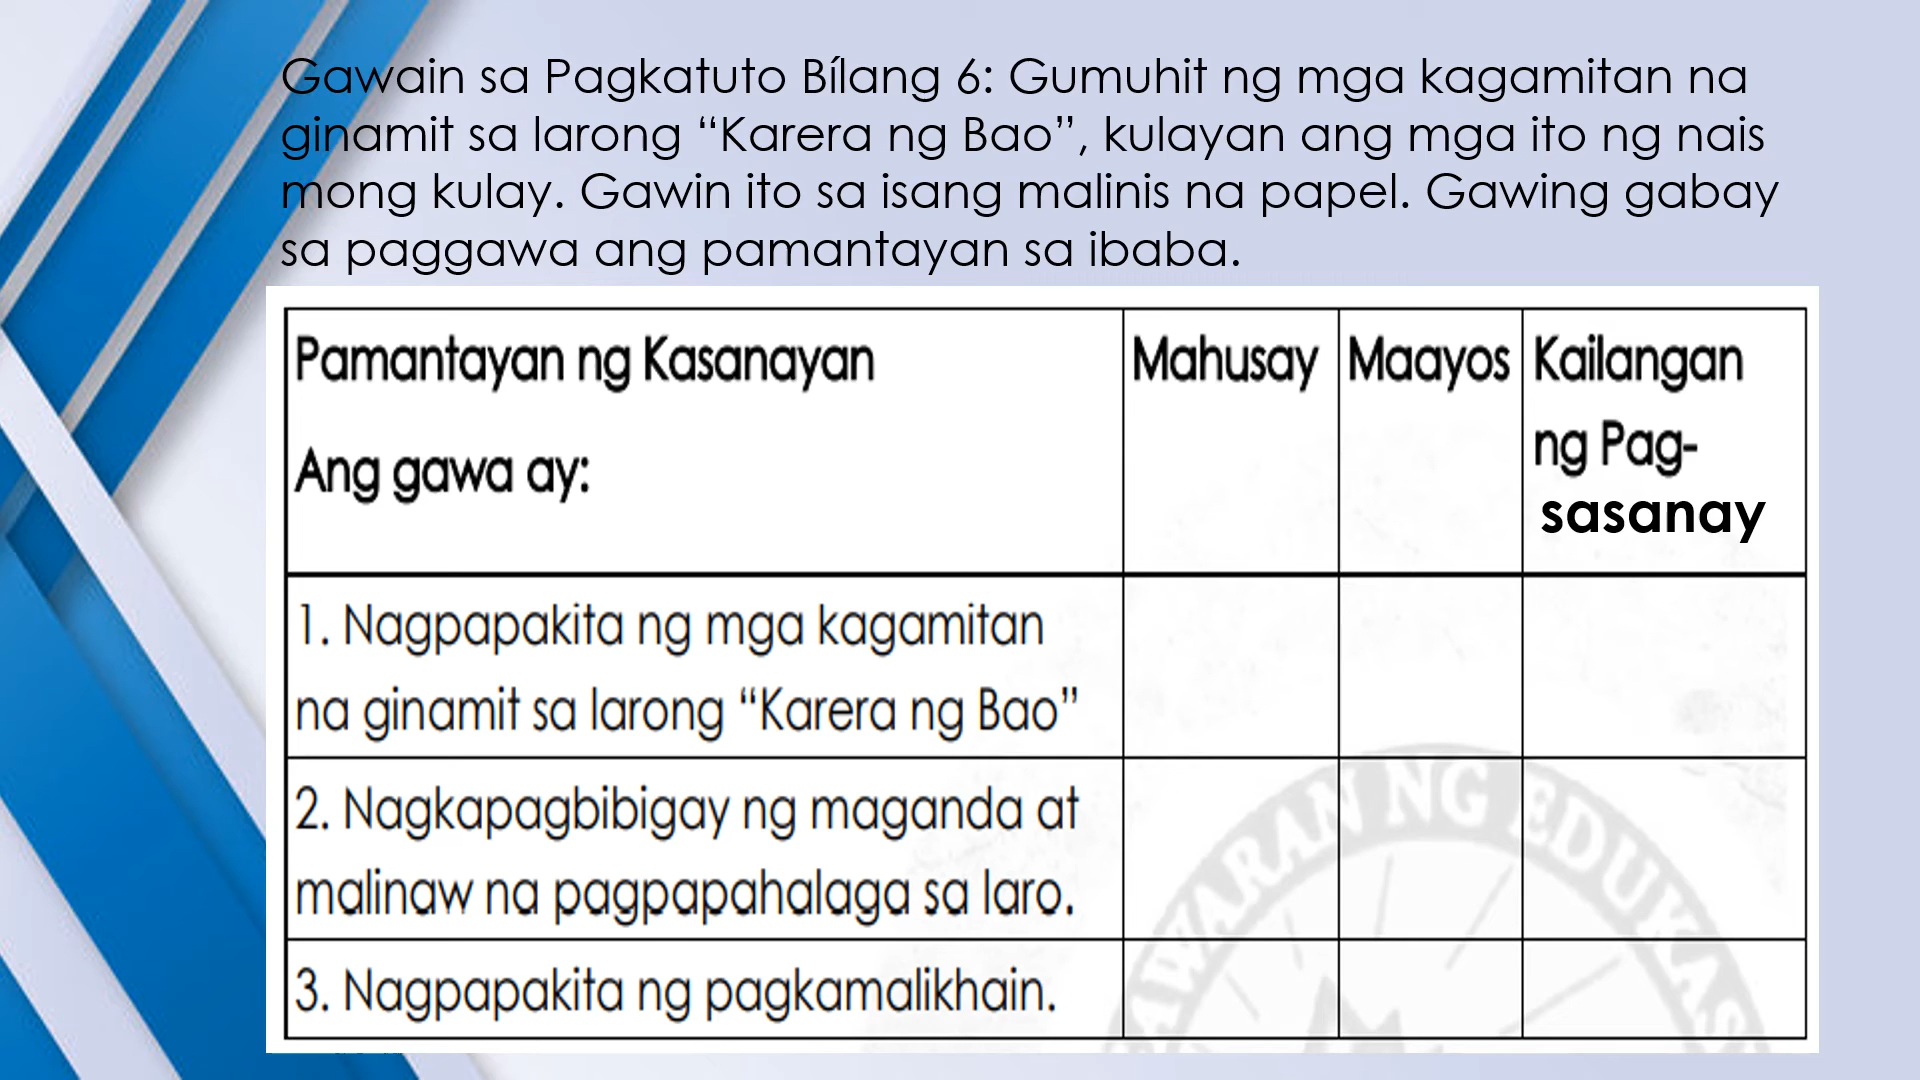 Gawain sa Pagkatuto Bílang 6: Gumuhit ng mga kagamitan na
ginamit sa larong “Karera ng Bao”, kulayan ang mga ito ng nais
mong kulay. Gawin ito sa isang malinis na papel. Gawing gabay
sa paggawa ang pamantayan sa ibaba.
Pamantayan ng Kasanayan
Ang gawa ay:
Mahusay
Maayos
Kailangan
ng Pag-
sasanay
1. Nagpapakita ng mga kagamitan
na ginamit sa larong “Karera ng Bao”
2. Nagkapagbibigay ng maganda at
malinaw na pagpapahalaga sa laro.
3. Nagpapakita ng pagkamalikhain.
NG